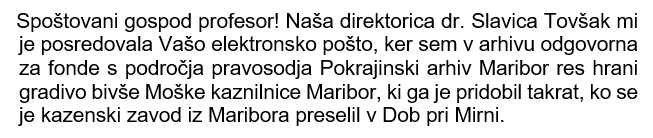 Spoštovani gospod profesor! Naša direktorica dr. Slavica Tovšak mi
je posredovala Vašo elektronsko pošto, ker sem v arhivu odgovorna
za fonde s področja pravosodja Pokrajinski arhiv Maribor res hrani
gradivo bivše Moške kaznilnice Maribor, ki ga je pridobil takrat, ko se
je kazenski zavod iz Maribora preselil v Dob pri Mirni.